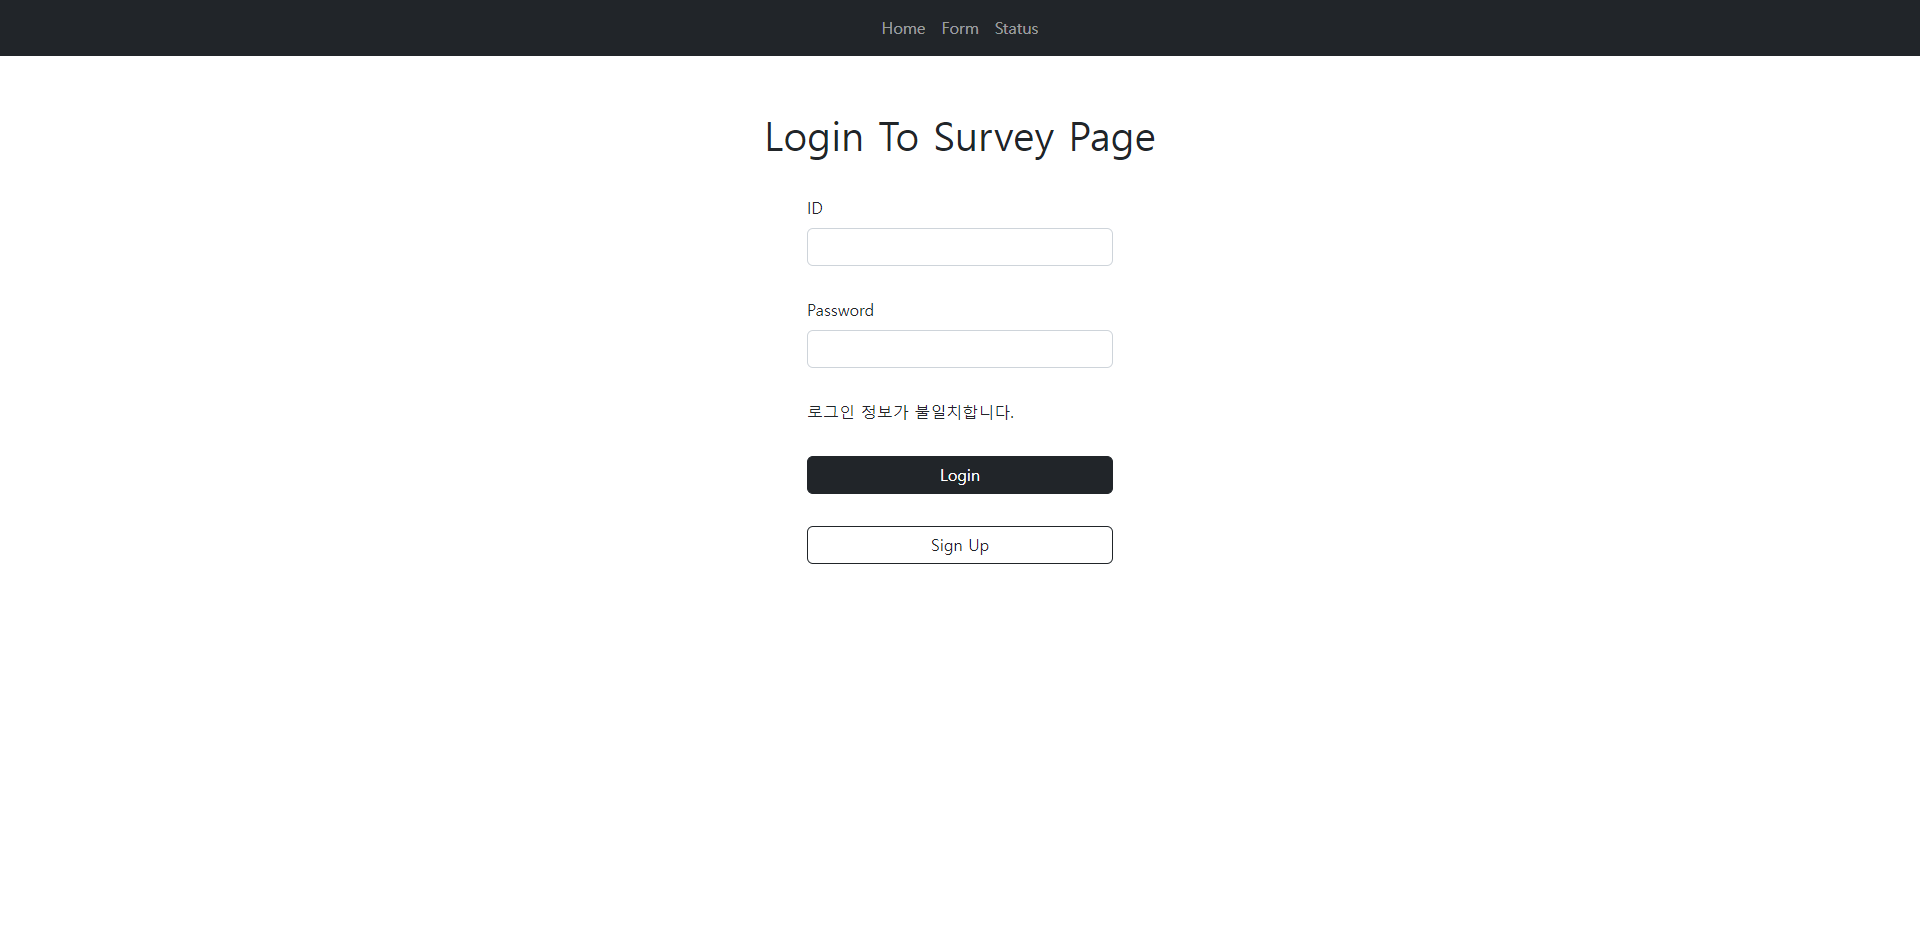 Home Form Status
Login To Survey Page
ID
Password
로그인 정보가 불일치합니다.
Login
Sign Up